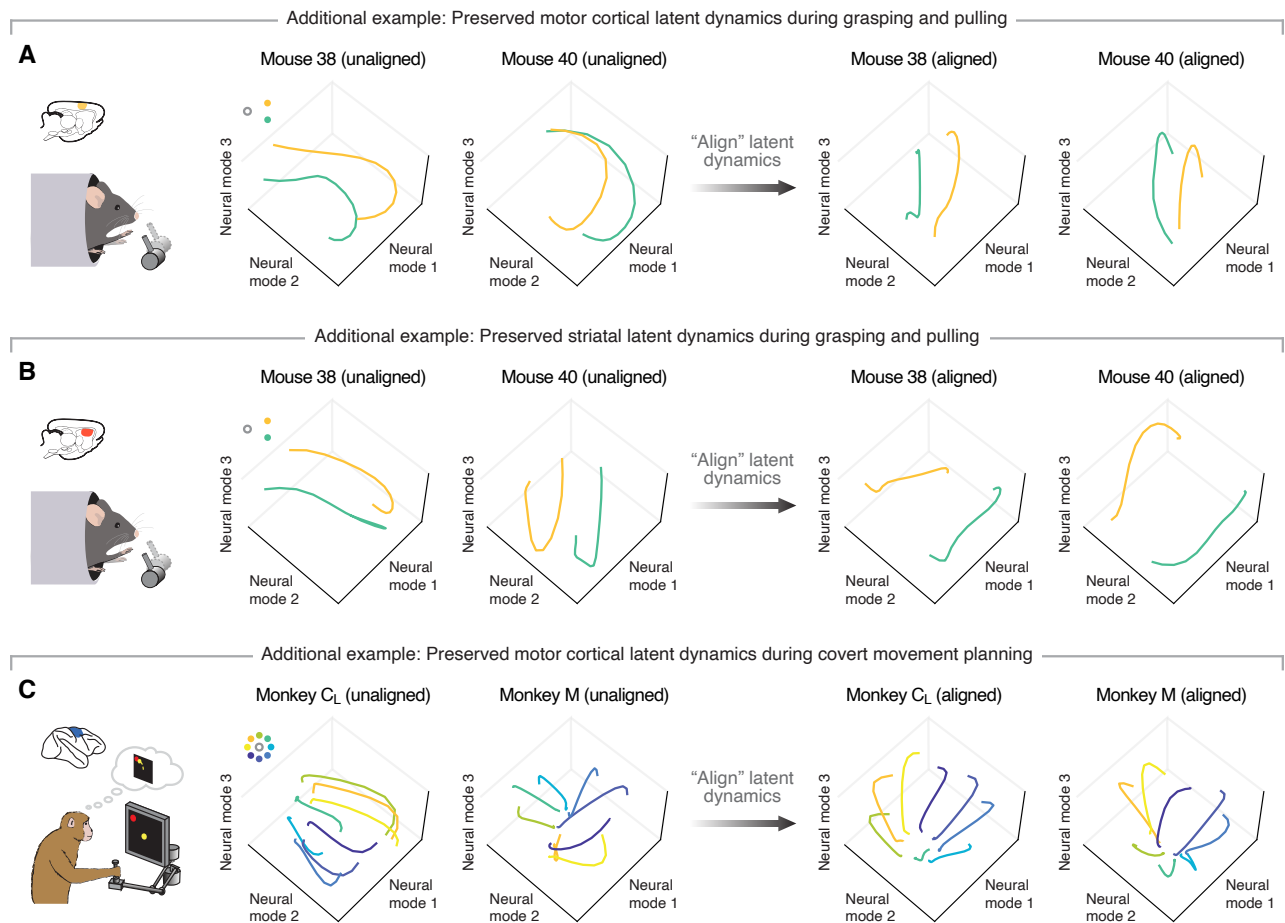 Additional example: Preserved motor cortical latent dynamics during grasping and pulling
A
Mouse 38 (unaligned)
Mouse 40 (unaligned)
Mouse 38 (aligned)
Mouse 40 (aligned)
Neural mode 3
Neural
mode 2
Neural
mode 1
Neural mode 3
Neural
mode 2
Neural
mode 1
“Align” latent
dynamics
Neural mode 3
Neural
mode 2
Neural
mode 1
Neural mode 3
Neural
mode 2
Neural
mode 1
Additional example: Preserved striatal latent dynamics during grasping and pulling
B
Mouse 38 (unaligned)
Mouse 40 (unaligned)
Mouse 38 (aligned)
Mouse 40 (aligned)
Neural mode 3
Neural
mode 2
Neural
mode 1
Neural mode 3
Neural
mode 2
Neural
mode 1
“Align” latent
dynamics
Neural mode 3
Neural
mode 2
Neural
mode 1
Neural mode 3
Neural
mode 2
Neural
mode 1
Additional example: Preserved motor cortical latent dynamics during covert movement planning
C
Monkey CL (unaligned)
Monkey M (unaligned)
Monkey CL (aligned)
Monkey M (aligned)
Neural mode 3
Neural
mode 2
Neural
mode 1
Neural mode 3
Neural
mode 2
Neural
mode 1
“Align” latent
dynamics
Neural mode 3
Neural
mode 2
Neural
mode 1
Neural mode 3
Neural
mode 2
Neural
mode 1